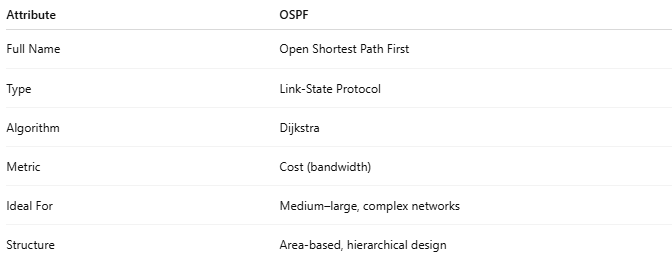 Attribute OSPF
Full Name Open Shortest Path First
Type Link-State Protocol
Algorithm Dijkstra
Metric Cost (bandwidth)
Ideal For Medium–large, complex networks
Structure Area-based, hierarchical design